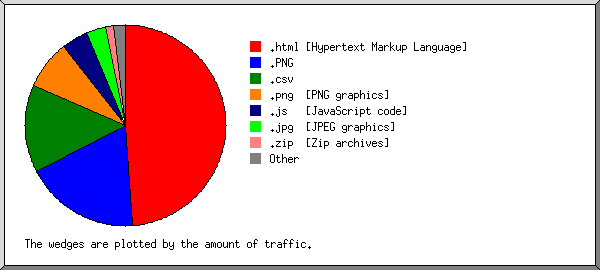 .html [Hypertext Markup Language]
.PNG
.csv
.png [PNG graphics]
.js [JavaScript code]
.jpg [JPEG graphics]
.zip [Zip archives]
Other
The wedges are plotted by the amount of traffic.